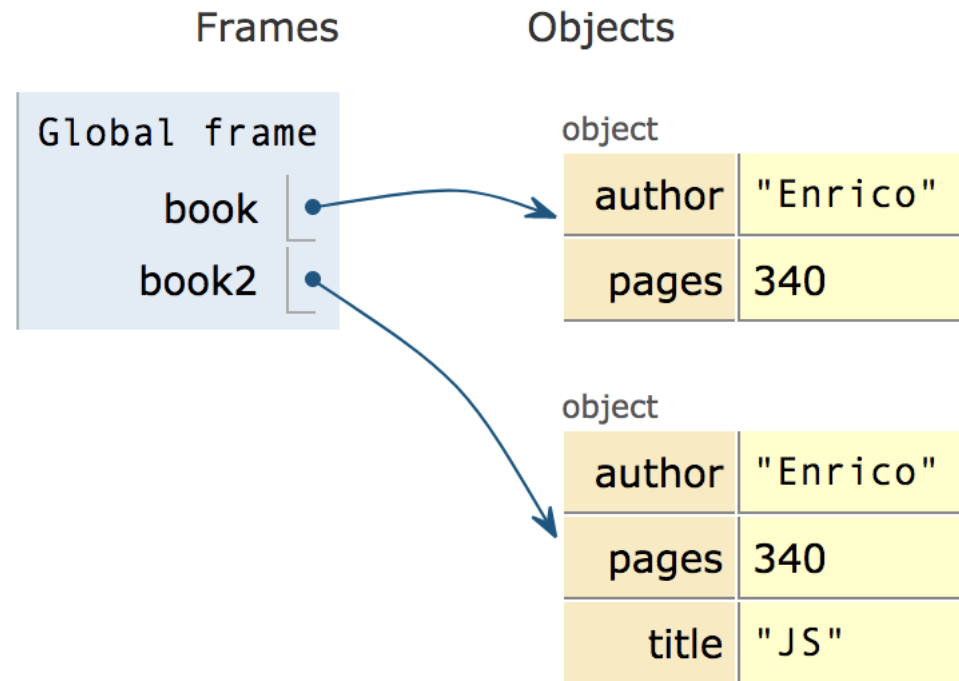 Frames Objects
Global frame
book
book2
object
author "Enrico"
pages 340
object
author "Enrico"
pages 340
title "JS"